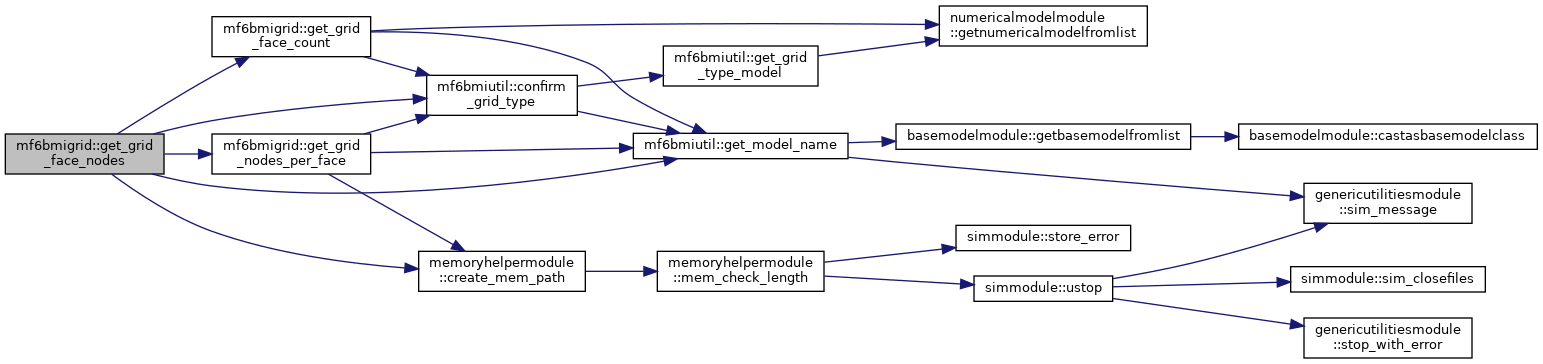 mf6bmigrid::get_grid
_face_nodes
mf6bmigrid::get_grid
_face_count
mf6bmigrid::get_grid
_nodes_per_face
mf6bmiutil::confirm
_grid_type
memoryhelpermodule
::create_mem_path
mf6bmiutil::get_grid
_type_model
mf6bmiutil::get_model_name
memoryhelpermodule
::mem_check_length
numericalmodelmodule
::getnumericalmodelfromlist
basemodelmodule::getbasemodelfromlist
simmodule::store_error
simmodule::ustop
basemodelmodule::castasbasemodelclass
genericutilitiesmodule
::sim_message
simmodule::sim_closefiles
genericutilitiesmodule
::stop_with_error